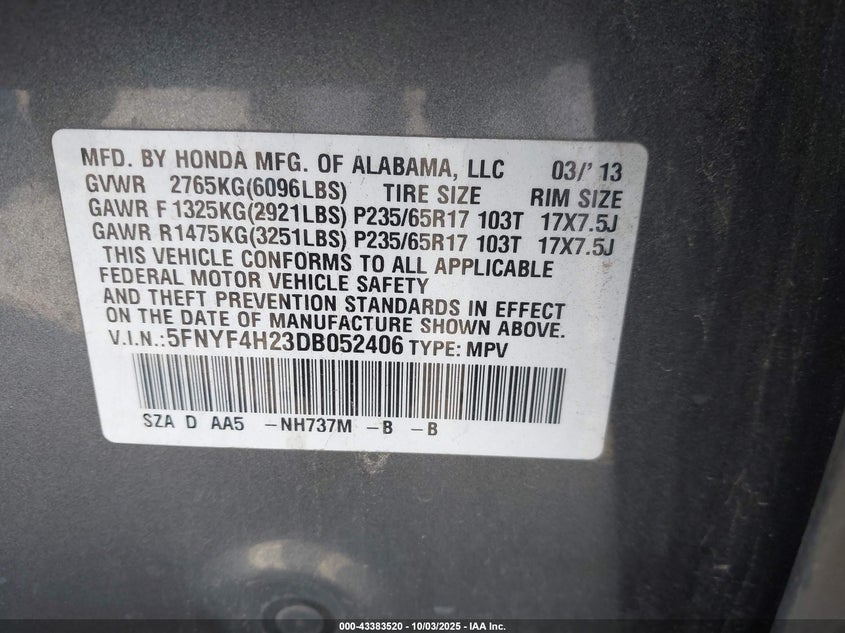 MFD. BY HONDA MFG. OF ALABAMA, LLC 03/' 13
GVWR 2765KG(6096LBS) TIRE SIZE RIM SIZE
GAWR F 1325KG(2921LBS) P235/65R17 103T 17X7.5J
GAWR R1475KG(3251LBS) P235/65R17 103T 17X7.5J
THIS VEHICLE CONFORMS TO ALL APPLICABLE
FEDERAL MOTOR VEHICLE SAFETY
AND THEFT PREVENTION STANDARDS IN EFFECT
ON THE DATE OF MANUFACTURE SHOWN ABOVE.
V.I.N.:5FNYF4H23DB052406 TYPE: MPV
SZA D AA5 -NH737M -B -B
000-43383520 - 10/03/2025 - IAA Inc.